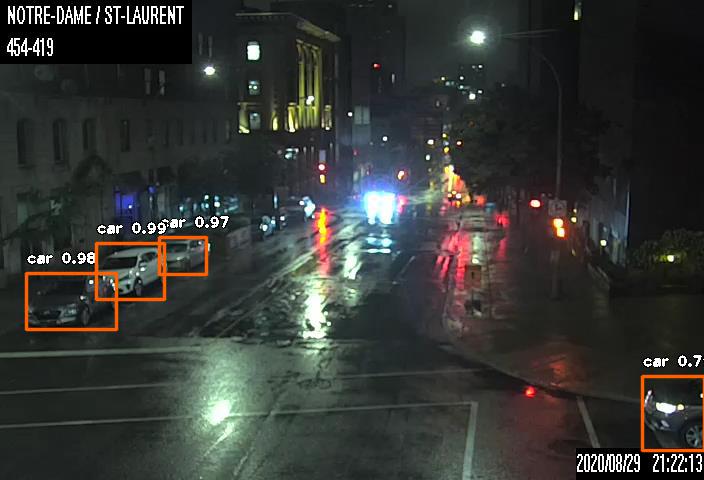 NOTRE-DAME / ST-LAURENT
454-419
car 0.97
car 0.99
car 0.98
car 0.7
2020/08/29 21:22:13